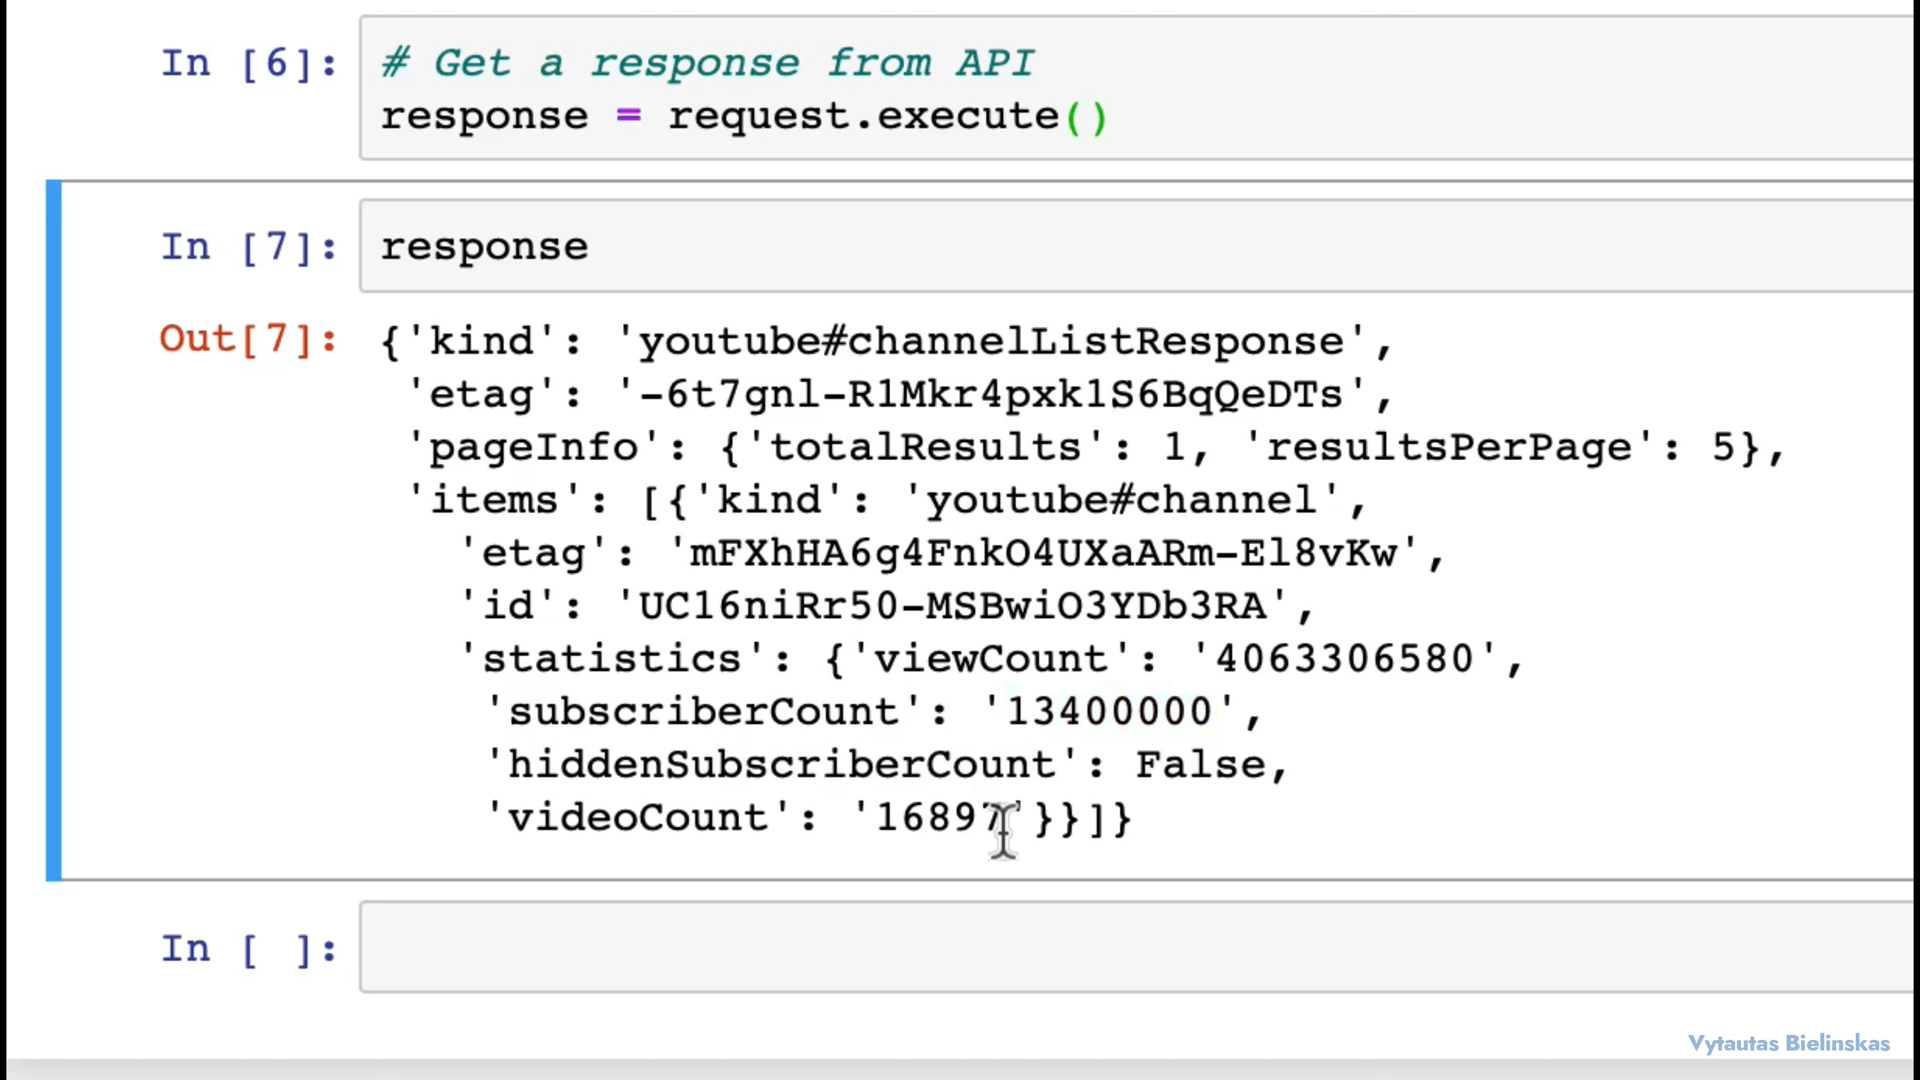 In [6]: # Get a response from API
response = request.execute()
In [7]: response
Out[7]: {'kind': 'youtube#channelListResponse',
'etag': '-6t7gnl-R1Mkr4pxk1S6BqQeDTs',
'pageInfo': {'totalResults': 1, 'resultsPerPage': 5},
'items': [{'kind': 'youtube#channel',
'etag': 'mFXhHA6g4FnkO4UXaARm-El8vKw',
'id': 'UC16niRr50-MSBwiO3YDb3RA',
'statistics': {'viewCount': '4063306580',
'subscriberCount': '13400000',
'hiddenSubscriberCount': False,
'videoCount': '16897'}}]}
In [ ]:
Vytautas Bielinskas